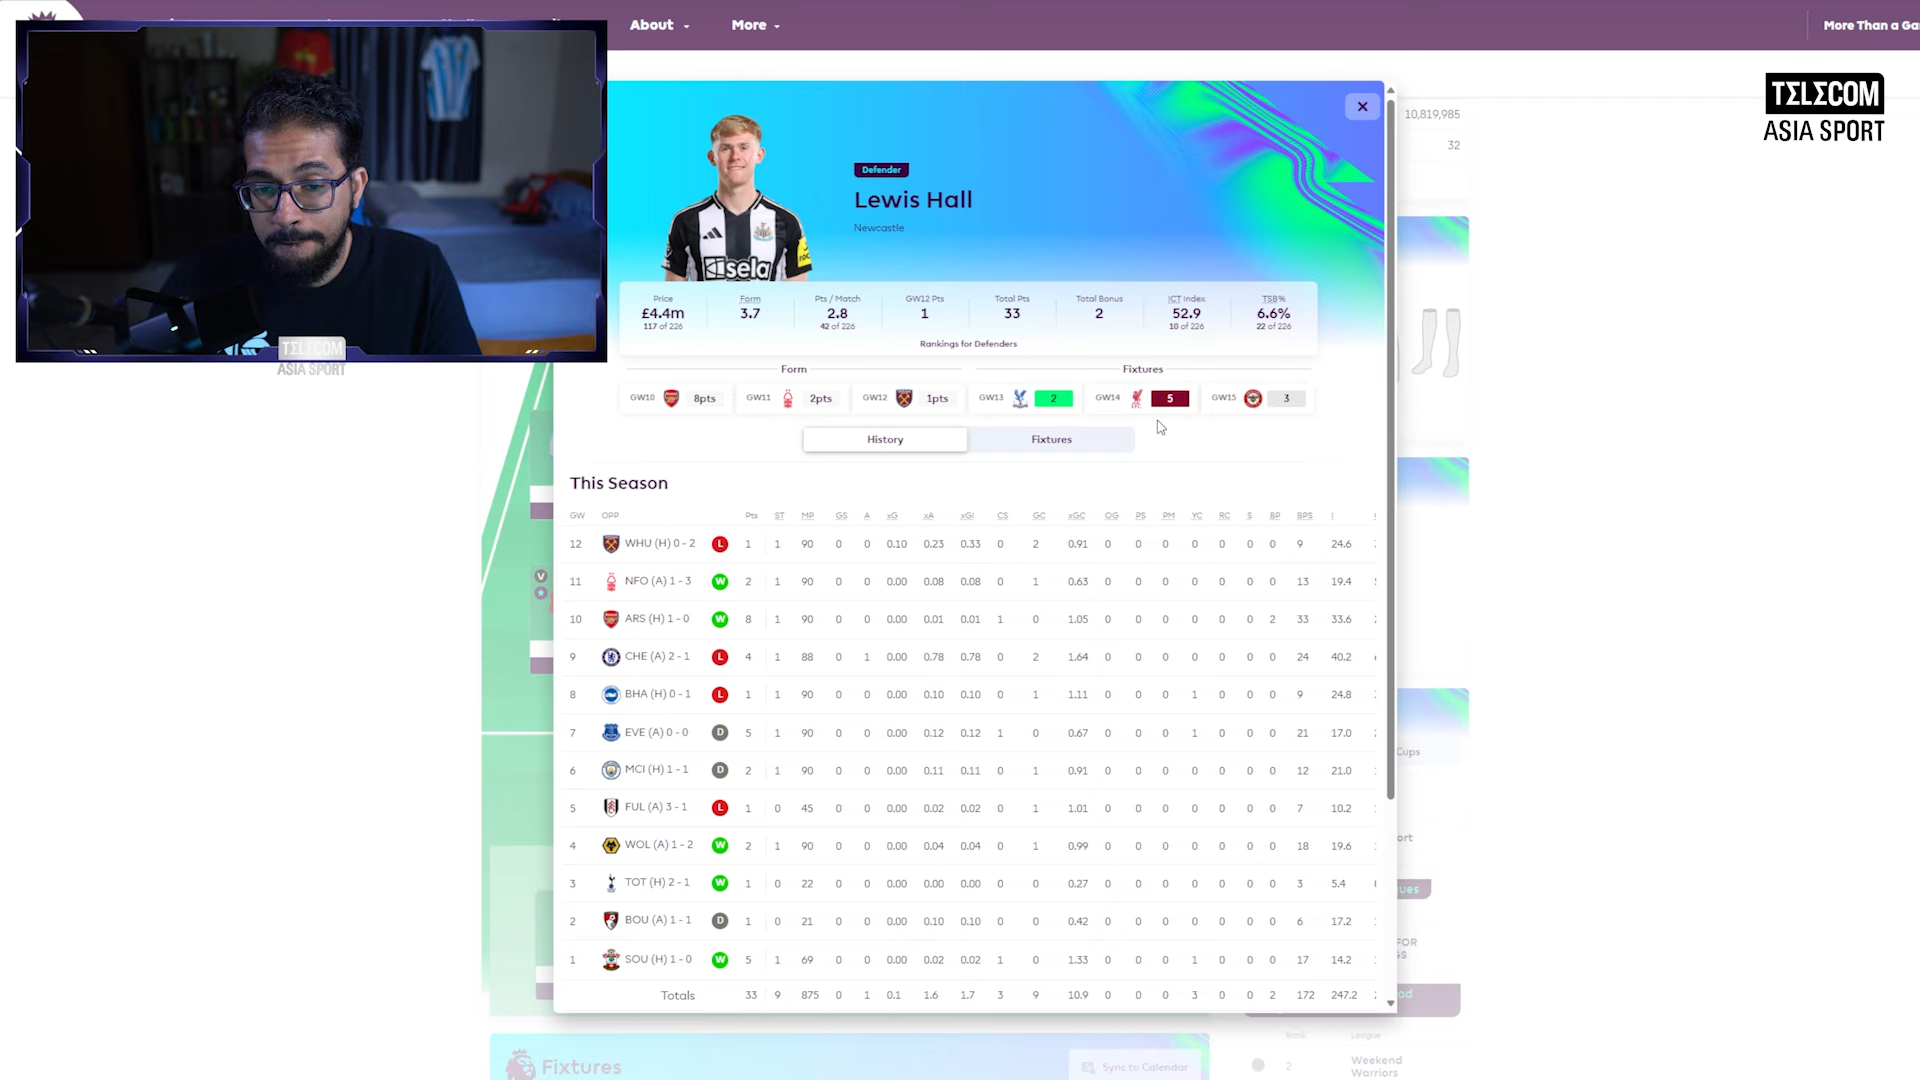 About
More
More Than a Ga
TELECOM
ASIA SPORT
10,819,985
32
Defender
Lewis Hall
Newcastle
sela
Price Form Pts / Match GW12 Pts Total Pts Total Bonus ICT Index TSB%
£4.4m 3.7 2.8 1 33 2 52.9 6.6%
117 of 226 42 of 226 10 of 226 22 of 226
Rankings for Defenders
TELECOM
ASIA SPORT
Form Fixtures
GW10 8pts GW11 2pts GW12 1pts GW13 2 GW14 5 GW15 3
History Fixtures
This Season
GW OPP Pts ST MP GS A xG xA xGI CS GC xGC OG PS PM YC RC S BP BPS I
12 WHU (H) 0 - 2 L 1 1 90 0 0 0.10 0.23 0.33 0 2 0.91 0 0 0 0 0 0 0 9 24.6
11 NFO (A) 1 - 3 W 2 1 90 0 0 0.00 0.08 0.08 0 1 0.63 0 0 0 0 0 0 0 13 19.4
10 ARS (H) 1 - 0 W 8 1 90 0 0 0.00 0.01 0.01 1 0 1.05 0 0 0 0 0 0 2 33 33.6
9 CHE (A) 2 - 1 L 4 1 88 0 1 0.00 0.78 0.78 0 2 1.64 0 0 0 0 0 0 0 24 40.2
8 BHA (H) 0 - 1 L 1 1 90 0 0 0.00 0.10 0.10 0 1 1.11 0 0 0 1 0 0 0 9 24.8
7 EVE (A) 0 - 0 D 5 1 90 0 0 0.00 0.12 0.12 1 0 0.67 0 0 0 1 0 0 0 21 17.0
6 MCI (H) 1 - 1 D 2 1 90 0 0 0.00 0.11 0.11 0 1 0.91 0 0 0 0 0 0 0 12 21.0
5 FUL (A) 3 - 1 L 1 0 45 0 0 0.00 0.02 0.02 0 1 1.01 0 0 0 0 0 0 0 7 10.2
4 WOL (A) 1 - 2 W 2 1 90 0 0 0.00 0.04 0.04 0 1 0.99 0 0 0 0 0 0 0 18 19.6
3 TOT (H) 2 - 1 W 1 0 22 0 0 0.00 0.00 0.00 0 0 0.27 0 0 0 0 0 0 0 3 5.4
2 BOU (A) 1 - 1 D 1 0 21 0 0 0.00 0.10 0.10 0 0 0.42 0 0 0 0 0 0 0 6 17.2
1 SOU (H) 1 - 0 W 5 1 69 0 0 0.00 0.02 0.02 1 0 1.33 0 0 0 1 0 0 0 17 14.2
Totals 33 9 875 0 1 0.1 1.6 1.7 3 9 10.9 0 0 0 3 0 0 2 172 247.2
V
Cups
ort
ues
FOR
GS
ad
Fixtures
Sync to Calendar
Rank League
2 Weekend
Warriors